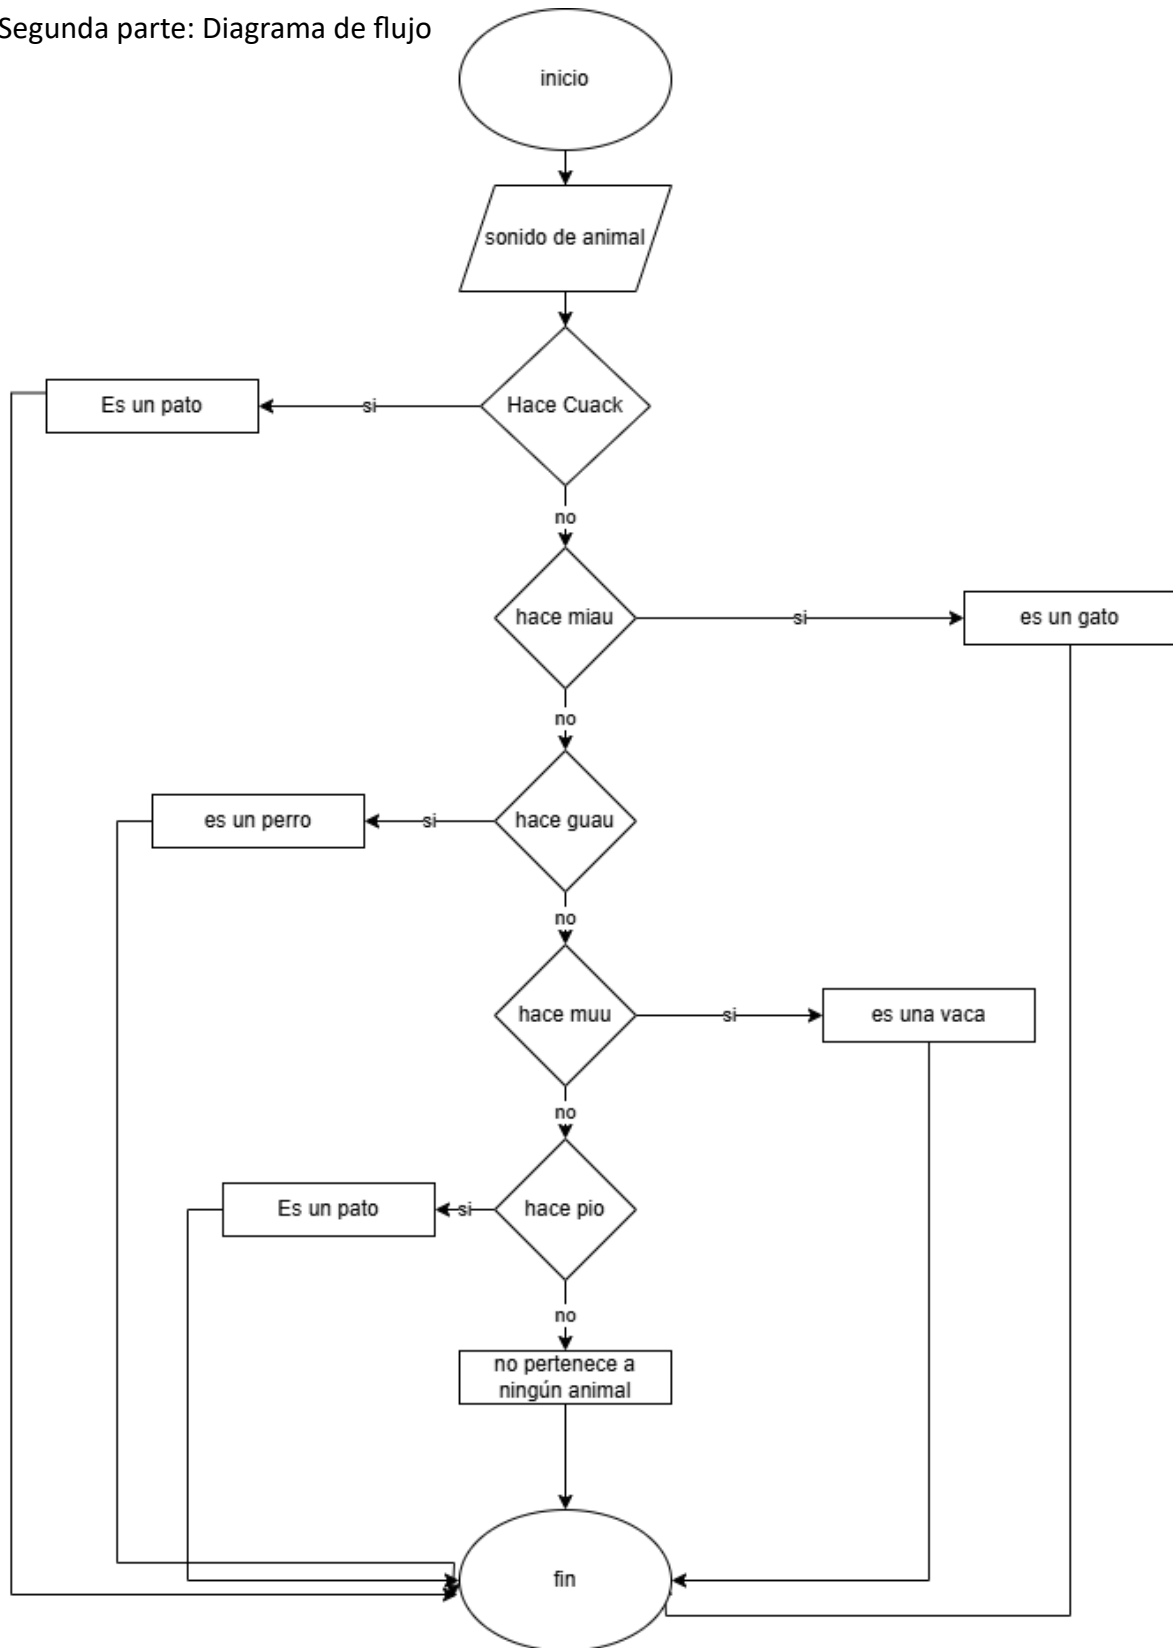 Segunda parte: Diagrama de flujo
inicio
sonido de animal
Hace Cuack
si
Es un pato
no
hace miau
si
es un gato
no
hace guau
si
es un perro
no
hace muu
si
es una vaca
no
hace pio
si
Es un pato
no
no pertenece a
ningún animal
fin